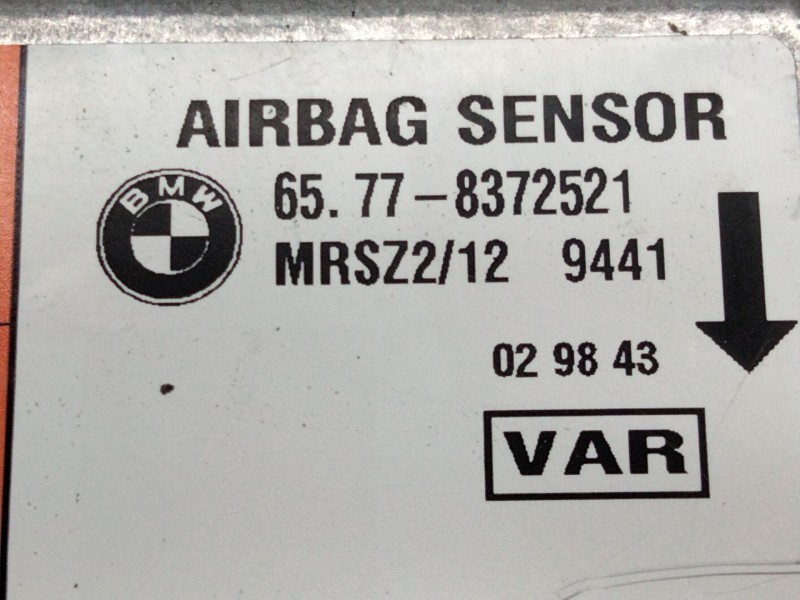 AIRBAG SENSOR
BMW
65. 77-8372521
MRSZ2/12 9441
02 98 43
VAR